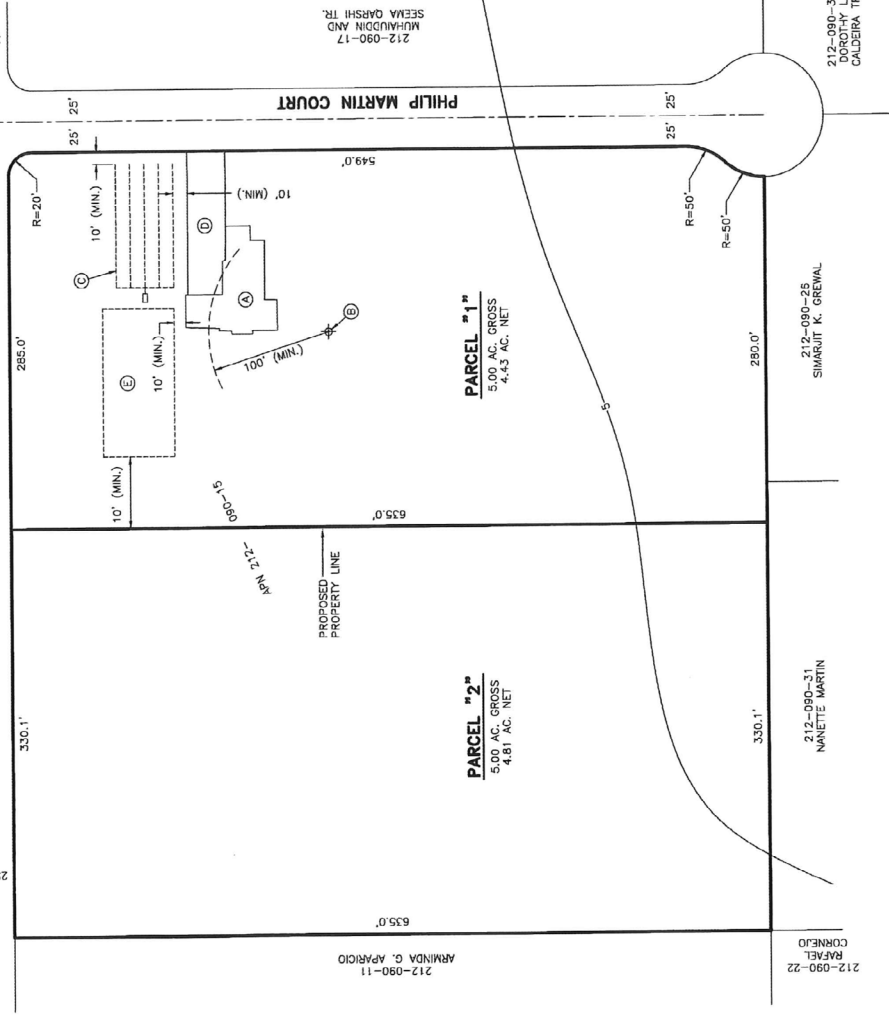 212-090-17
MUHAIUDDIN AND
SEEMA QARSHI TR.
DOROTHY L
CALDEIRA TR
PHILIP MARTIN COURT
25'
25'
25'
25'
R=20'
10' (MIN.)
C
285.0'
10' (MIN.)
D
A
549.0'
R=50'
R=50'
B
100' (MIN.)
E
10' (MIN.)
10' (MIN.)
PARCEL "1"
5.00 AC. GROSS
4.43 AC. NET
5
280.0'
212-090-25
SIMARJIT K. GREWAL
APN 212-090-15
635.0'
PROPOSED
PROPERTY LINE
330.1'
PARCEL "2"
5.00 AC. GROSS
4.81 AC. NET
330.1'
212-090-31
NANETTE MARTIN
635.0'
212-090-11
ARMINDA G. APARICIO
212-090-22
RAFAEL
CORNEJO